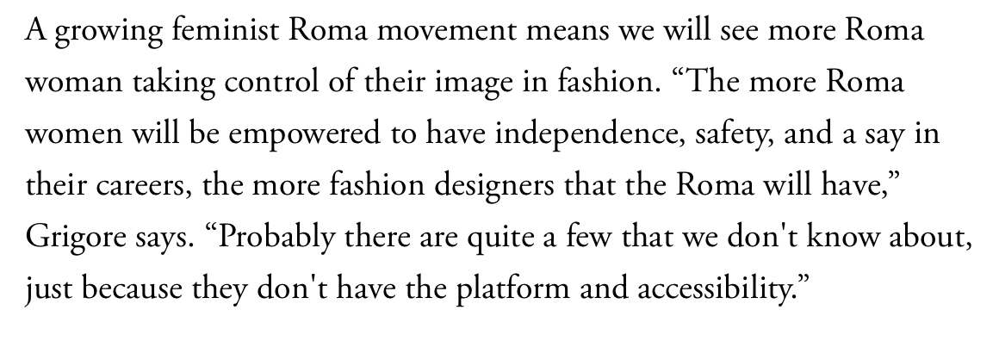 A growing feminist Roma movement means we will see more Roma
woman taking control of their image in fashion. “The more Roma
women will be empowered to have independence, safety, and a say in
their careers, the more fashion designers that the Roma will have,”
Grigore says. “Probably there are quite a few that we don't know about,
just because they don't have the platform and accessibility.”